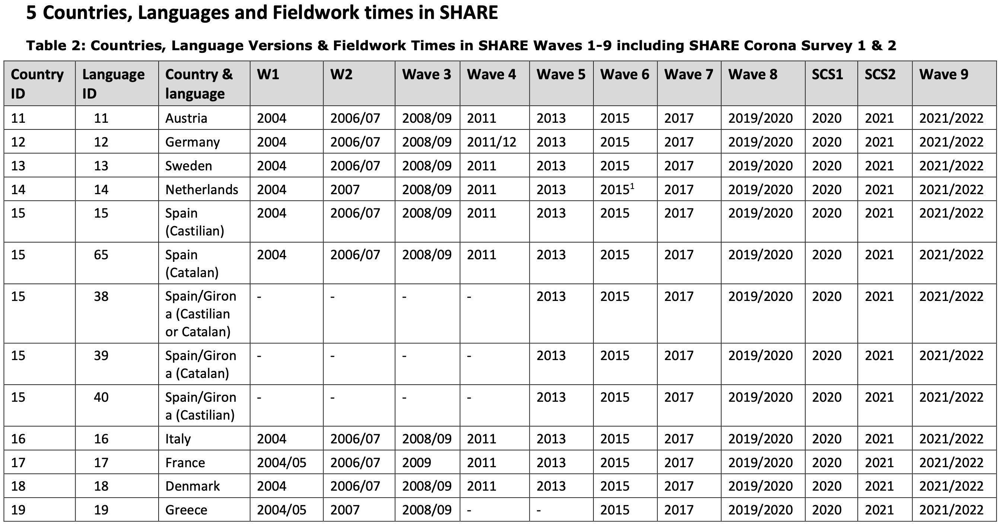 5 Countries, Languages and Fieldwork times in SHARE
Table 2: Countries, Language Versions & Fieldwork Times in SHARE Waves 1-9 including SHARE Corona Survey 1 & 2
Country ID Language ID Country & language W1 W2 Wave 3 Wave 4 Wave 5 Wave 6 Wave 7 Wave 8 SCS1 SCS2 Wave 9
11 11 Austria 2004 2006/07 2008/09 2011 2013 2015 2017 2019/2020 2020 2021 2021/2022
12 12 Germany 2004 2006/07 2008/09 2011/12 2013 2015 2017 2019/2020 2020 2021 2021/2022
13 13 Sweden 2004 2006/07 2008/09 2011 2013 2015 2017 2019/2020 2020 2021 2021/2022
14 14 Netherlands 2004 2007 2008/09 2011 2013 2015¹ 2017 2019/2020 2020 2021 2021/2022
15 15 Spain (Castilian) 2004 2006/07 2008/09 2011 2013 2015 2017 2019/2020 2020 2021 2021/2022
15 65 Spain (Catalan) 2004 2006/07 2008/09 2011 2013 2015 2017 2019/2020 2020 2021 2021/2022
15 38 Spain/Girona (Castilian or Catalan) - - - - 2013 2015 2017 2019/2020 2020 2021 2021/2022
15 39 Spain/Girona (Catalan) - - - - 2013 2015 2017 2019/2020 2020 2021 2021/2022
15 40 Spain/Girona (Castilian) - - - - 2013 2015 2017 2019/2020 2020 2021 2021/2022
16 16 Italy 2004 2006/07 2008/09 2011 2013 2015 2017 2019/2020 2020 2021 2021/2022
17 17 France 2004/05 2006/07 2009 2011 2013 2015 2017 2019/2020 2020 2021 2021/2022
18 18 Denmark 2004 2006/07 2008/09 2011 2013 2015 2017 2019/2020 2020 2021 2021/2022
19 19 Greece 2004/05 2007 2008/09 - - 2015 2017 2019/2020 2020 2021 2021/2022